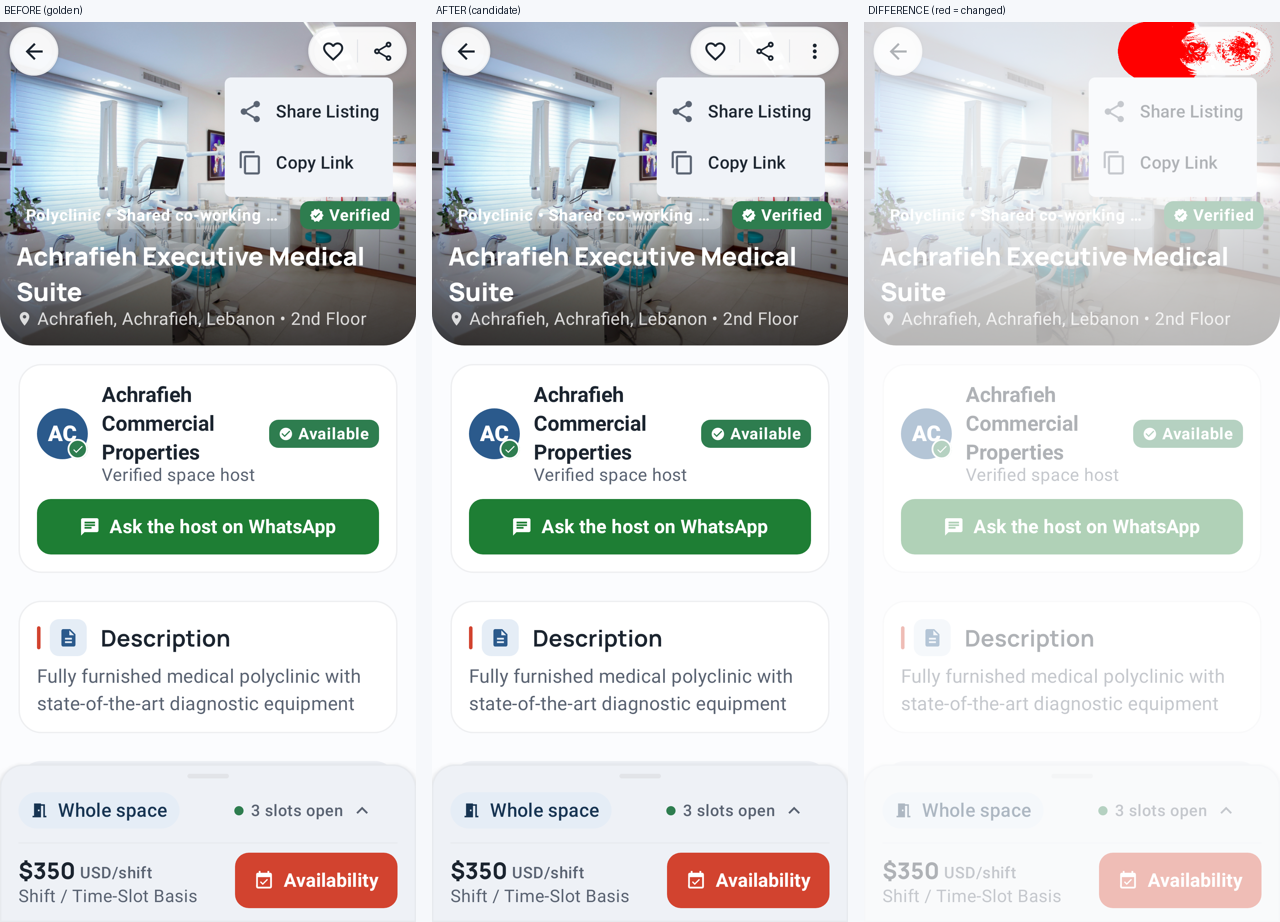 BEFORE (golden)
AFTER (candidate)
DIFFERENCE (red = changed)
Share Listing
Copy Link
Polyclinic • Shared co-working ...
Verified
Achrafieh Executive Medical
Suite
Achrafieh, Achrafieh, Lebanon • 2nd Floor
Achrafieh
Commercial
Properties
AC
Available
Verified space host
Ask the host on WhatsApp
Description
Fully furnished medical polyclinic with
state-of-the-art diagnostic equipment
Whole space
3 slots open
$350 USD/shift
Shift / Time-Slot Basis
Availability
Share Listing
Copy Link
Polyclinic • Shared co-working ...
Verified
Achrafieh Executive Medical
Suite
Achrafieh, Achrafieh, Lebanon • 2nd Floor
Achrafieh
Commercial
Properties
AC
Available
Verified space host
Ask the host on WhatsApp
Description
Fully furnished medical polyclinic with
state-of-the-art diagnostic equipment
Whole space
3 slots open
$350 USD/shift
Shift / Time-Slot Basis
Availability
Share Listing
Copy Link
Polyclinic • Shared co-working ...
Verified
Achrafieh Executive Medical
Suite
Achrafieh, Achrafieh, Lebanon • 2nd Floor
Achrafieh
Commercial
Properties
AC
Available
Verified space host
Ask the host on WhatsApp
Description
Fully furnished medical polyclinic with
state-of-the-art diagnostic equipment
Whole space
3 slots open
$350 USD/shift
Shift / Time-Slot Basis
Availability